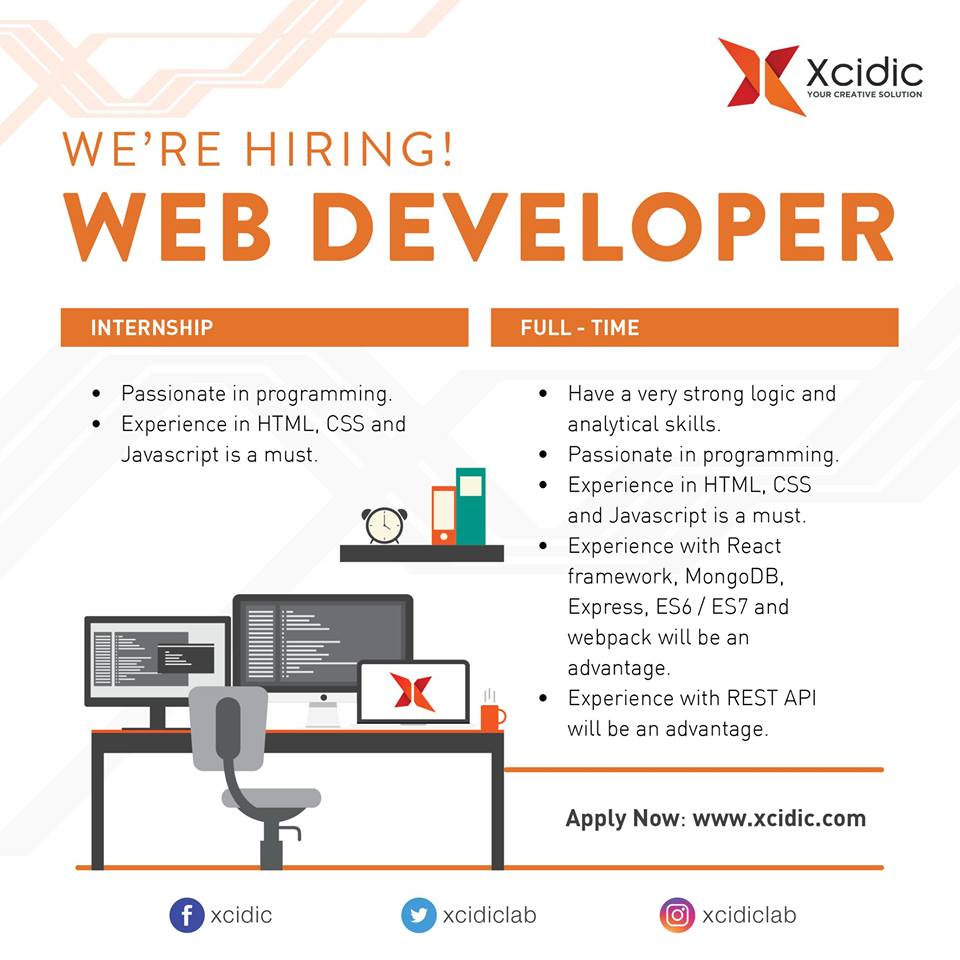 Xcidic
YOUR CREATIVE SOLUTION
WE'RE HIRING!
WEB DEVELOPER
INTERNSHIP
• Passionate in programming.
• Experience in HTML, CSS and
Javascript is a must.
FULL - TIME
• Have a very strong logic and
analytical skills.
• Passionate in programming.
• Experience in HTML, CSS
and Javascript is a must.
• Experience with React
framework, MongoDB,
Express, ES6 / ES7 and
webpack will be an
advantage.
• Experience with REST API
will be an advantage.
Apply Now: www.xcidic.com
xcidic
xcidiclab
xcidiclab